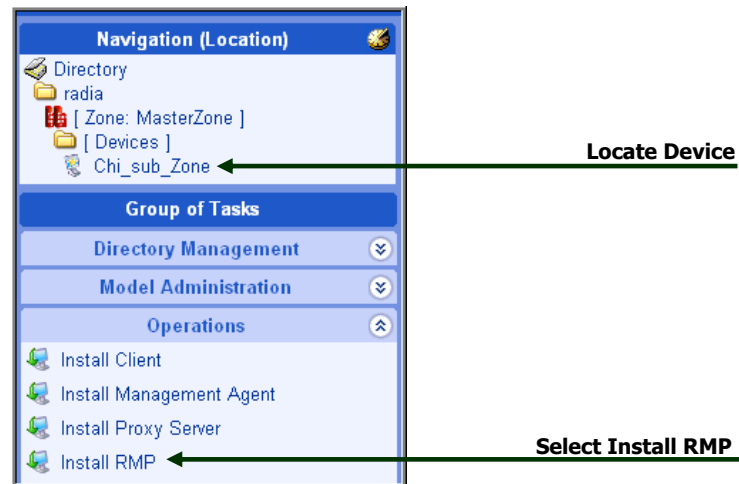 Navigation (Location)
Directory
radia
[ Zone: MasterZone ]
[ Devices ]
Chi_sub_Zone
Locate Device
Group of Tasks
Directory Management
Model Administration
Operations
Install Client
Install Management Agent
Install Proxy Server
Install RMP
Select Install RMP